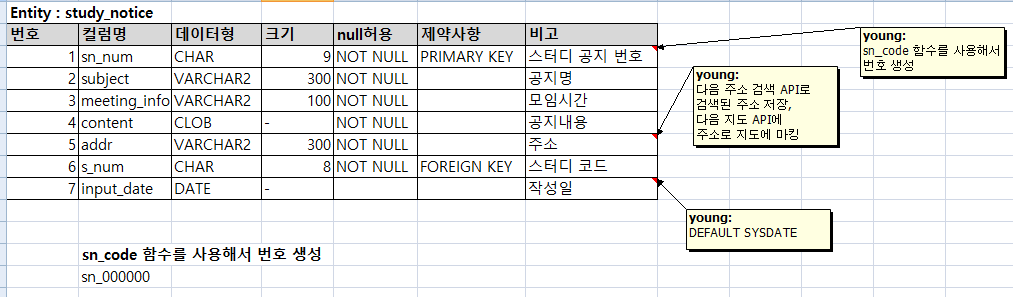 Entity : study_notice
번호 컬럼명 데이터형 크기 null허용 제약사항 비고
1 sn_num CHAR 9 NOT NULL PRIMARY KEY 스터디 공지 번호
2 subject VARCHAR2 300 NOT NULL 공지명
3 meeting_info VARCHAR2 100 NOT NULL 모임시간
4 content CLOB - NOT NULL 공지내용
5 addr VARCHAR2 300 NOT NULL 주소
6 s_num CHAR 8 NOT NULL FOREIGN KEY 스터디 코드
7 input_date DATE - 작성일
young:
sn_code 함수를 사용해서
번호 생성
young:
다음 주소 검색 API로
검색된 주소 저장,
다음 지도 API에
주소로 지도에 마킹
young:
DEFAULT SYSDATE
sn_code 함수를 사용해서 번호 생성
sn_000000